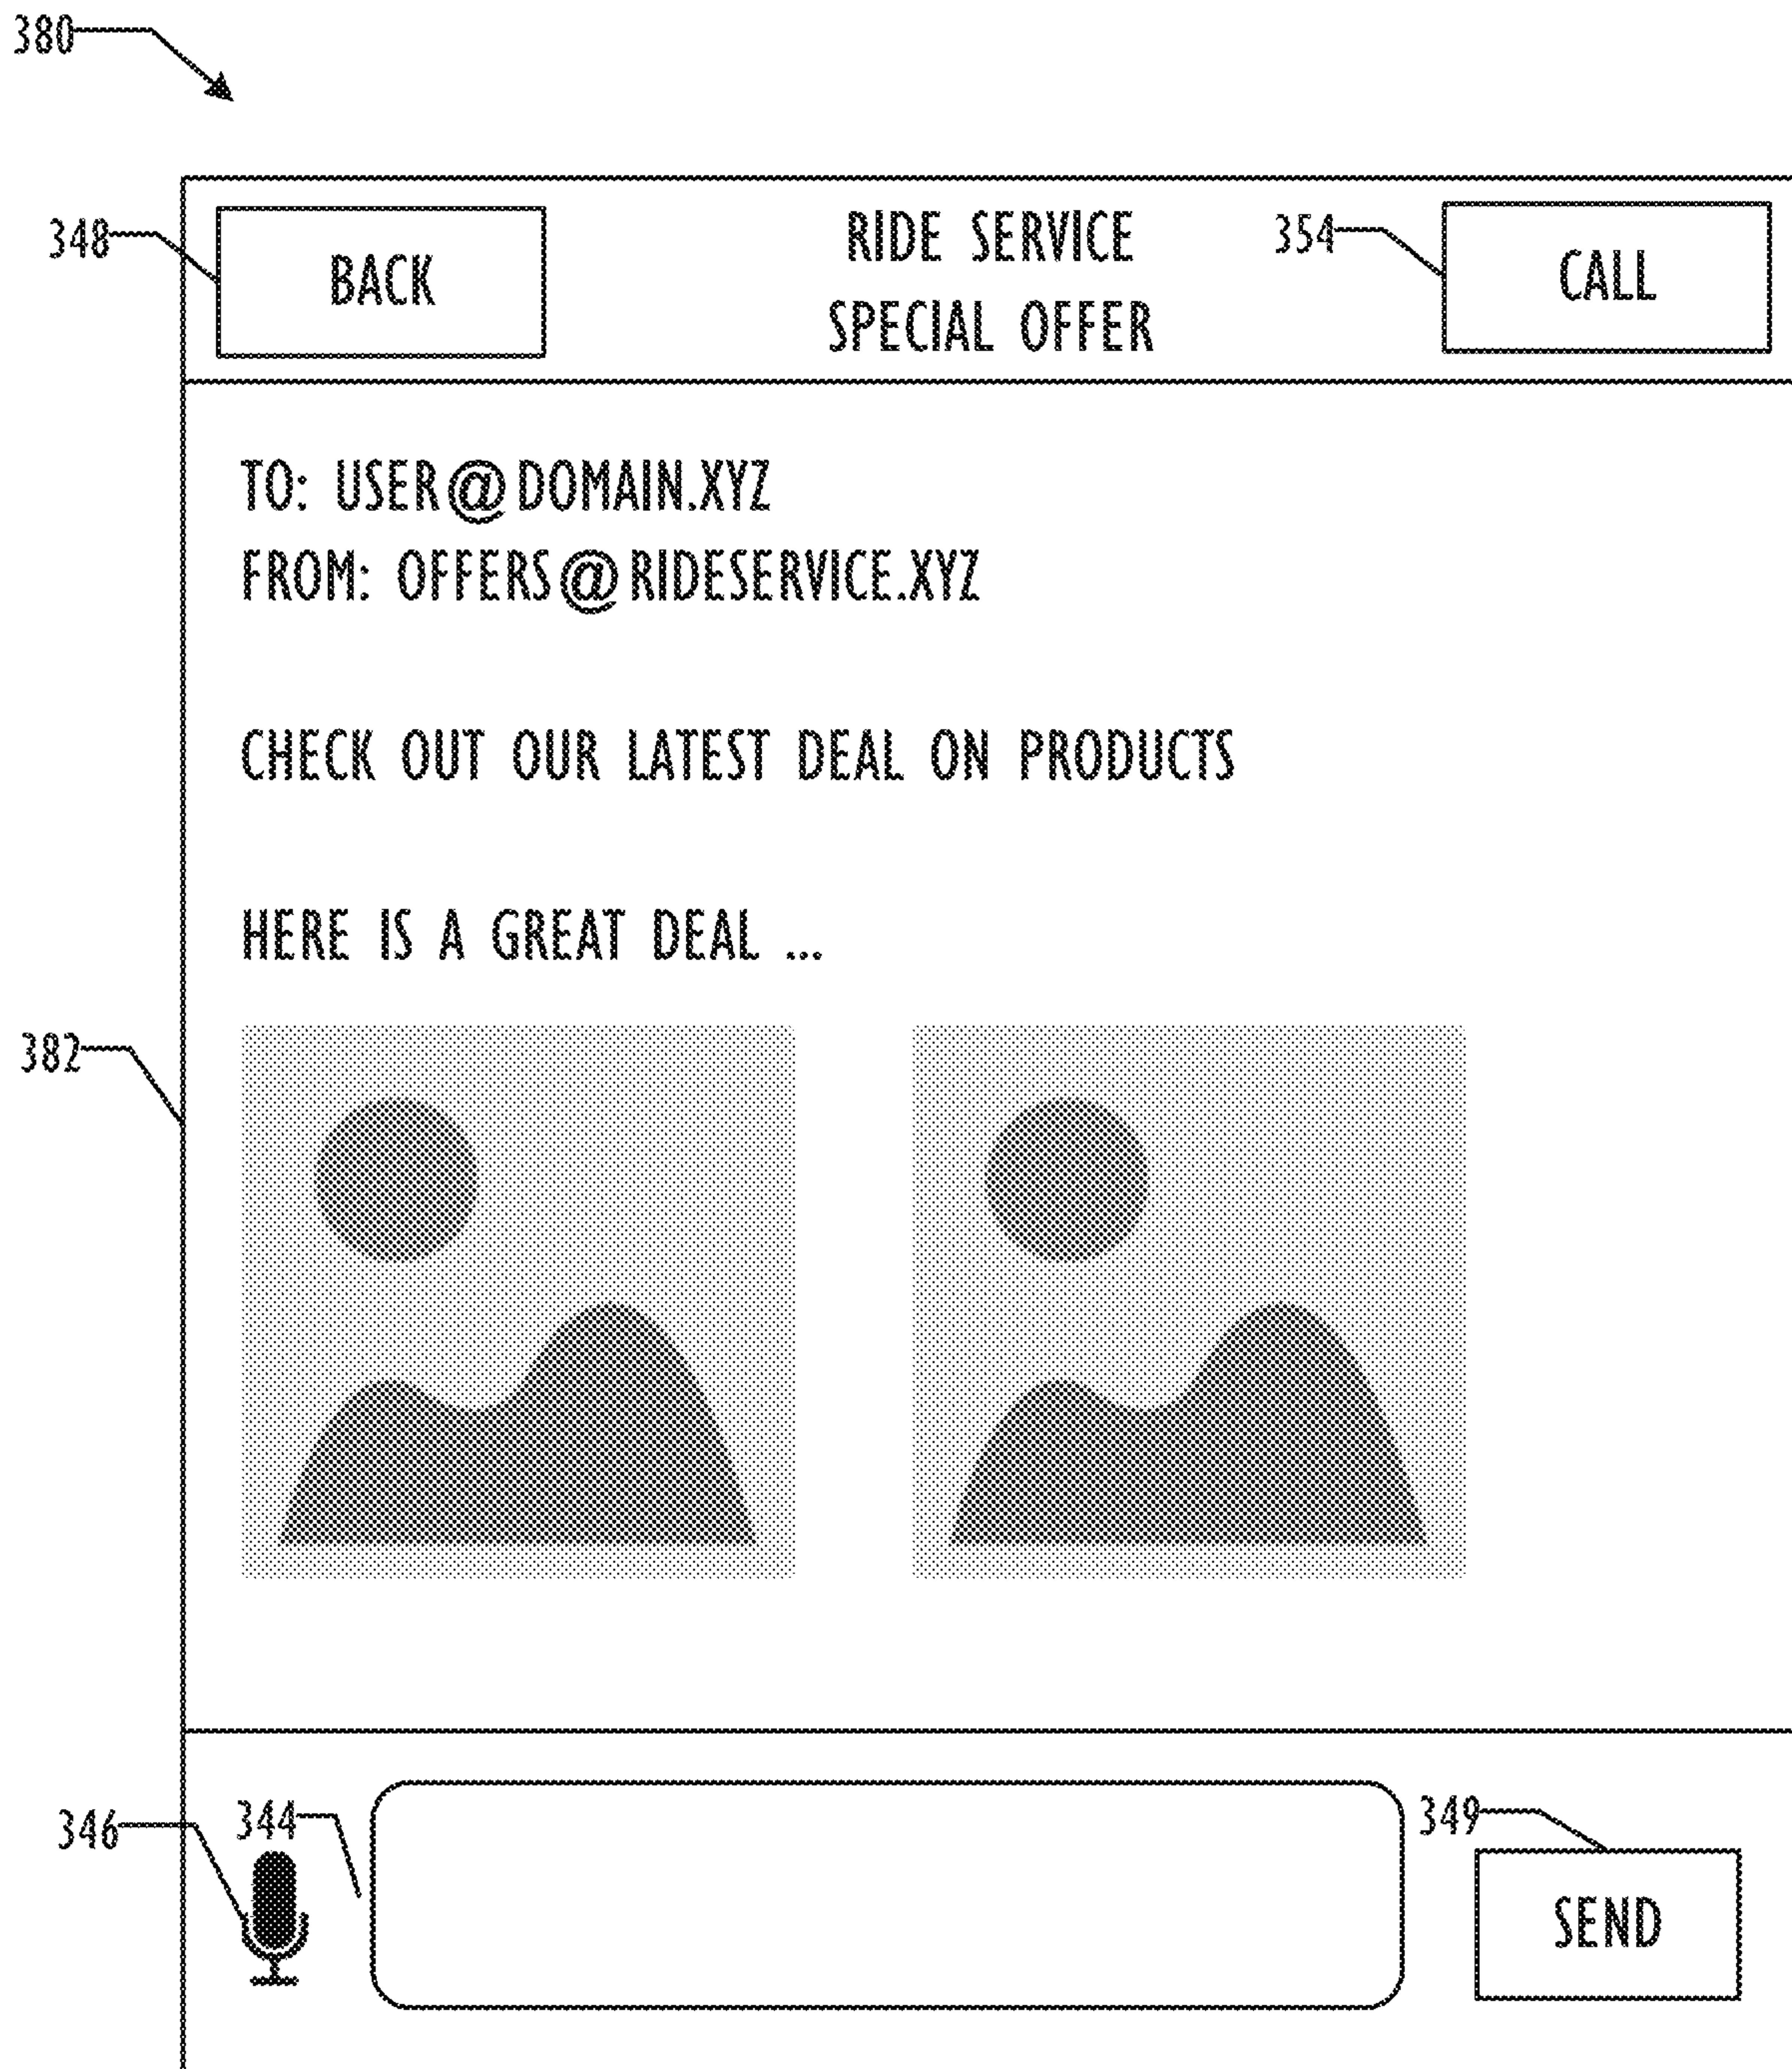 380
348
BACK
RIDE SERVICE
SPECIAL OFFER
354
CALL
TO: USER@DOMAIN.XYZ
FROM: OFFERS@RIDESERVICE.XYZ
CHECK OUT OUR LATEST DEAL ON PRODUCTS
HERE IS A GREAT DEAL ...
382
346
344
349
SEND